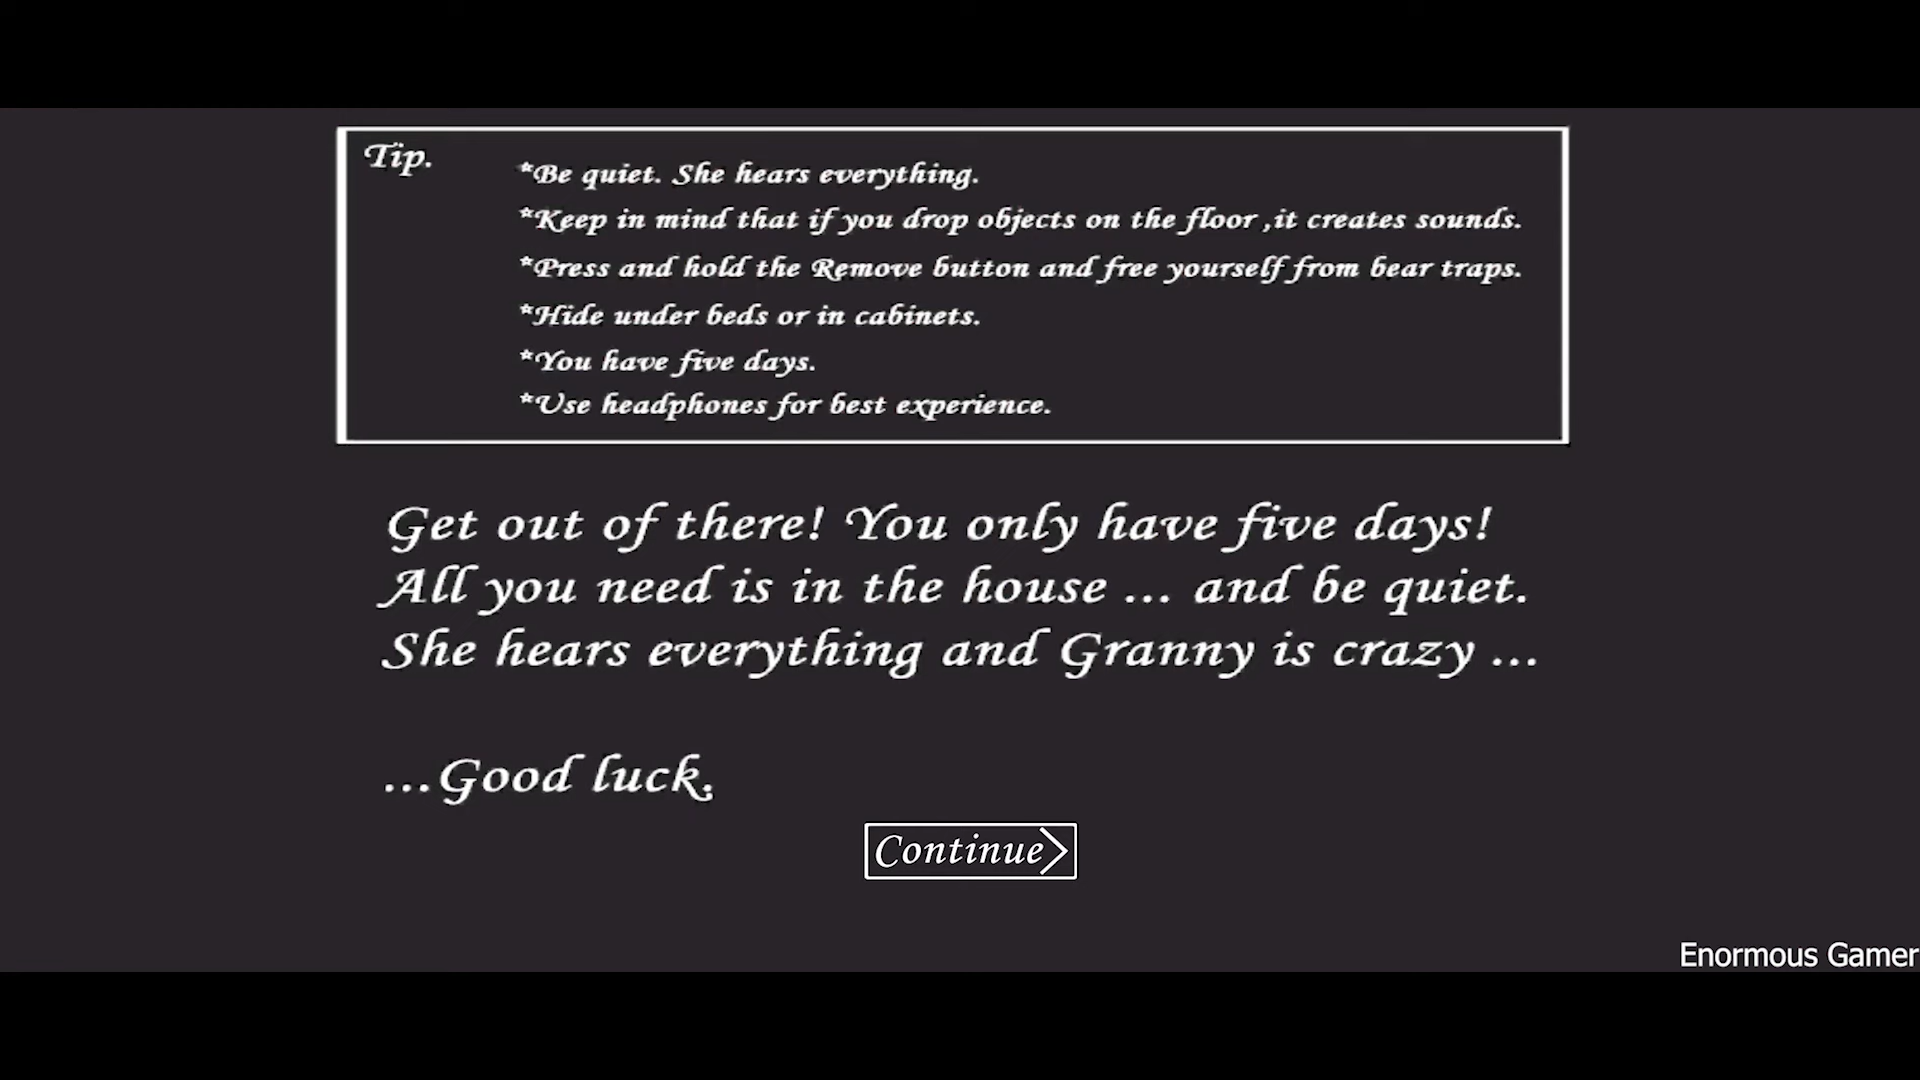 Tip.
*Be quiet. She hears everything.
*Keep in mind that if you drop objects on the floor ,it creates sounds.
*Press and hold the Remove button and free yourself from bear traps.
*Hide under beds or in cabinets.
*You have five days.
*Use headphones for best experience.
Get out of there! You only have five days!
All you need is in the house ... and be quiet.
She hears everything and Granny is crazy ...
...Good luck.
Continue>
Enormous Gamer